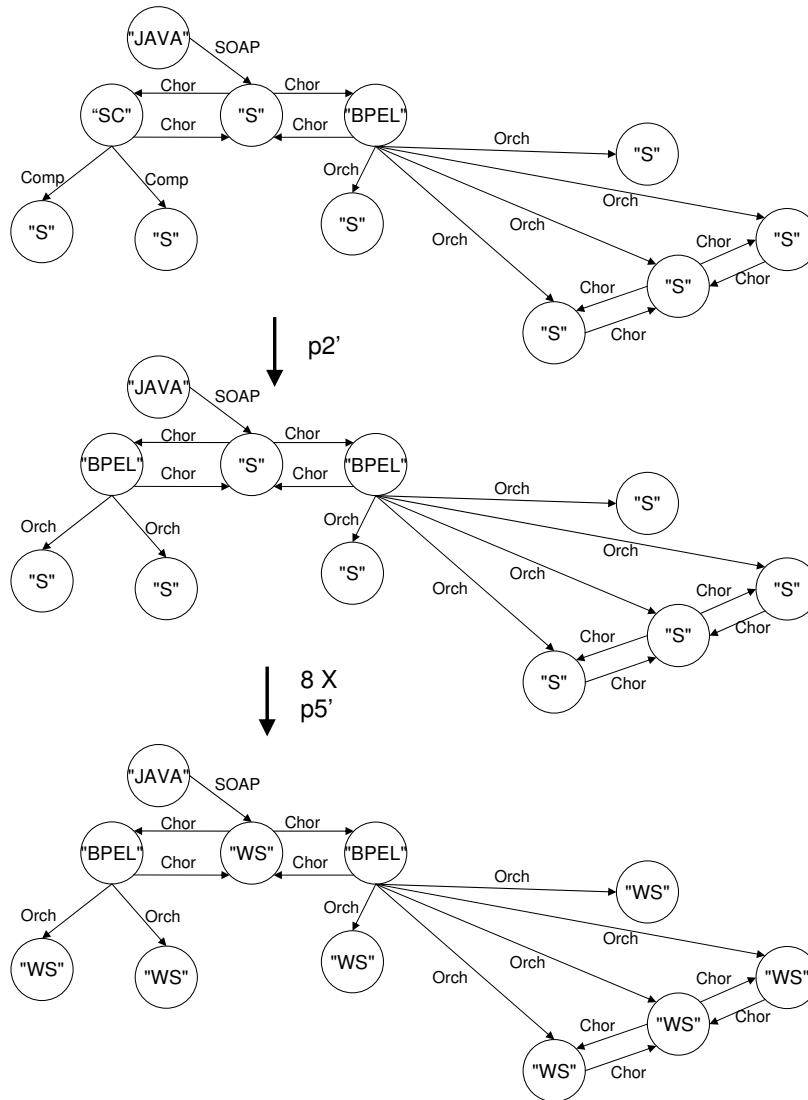 "JAVA"
SOAP
Chor Chor
“SC" "S" "BPEL"
Chor Chor
Orch "S"
Comp Comp Orch
Orch
"S" "S" "S" Orch Orch Chor "S"
Chor "S" Chor
"S" Chor
p2’
"JAVA"
SOAP
Chor Chor
"BPEL" "S" "BPEL"
Chor Chor
Orch "S"
Orch Orch Orch
Orch
"S" "S" "S" Orch Orch Chor "S"
Chor "S" Chor
"S" Chor
8 X
p5’
"JAVA"
SOAP
Chor Chor
"BPEL" "WS" "BPEL"
Chor Chor
Orch "WS"
Orch Orch Orch
Orch
"WS" "WS" "WS" Orch Orch Chor "WS"
Chor "WS" Chor
"WS" Chor